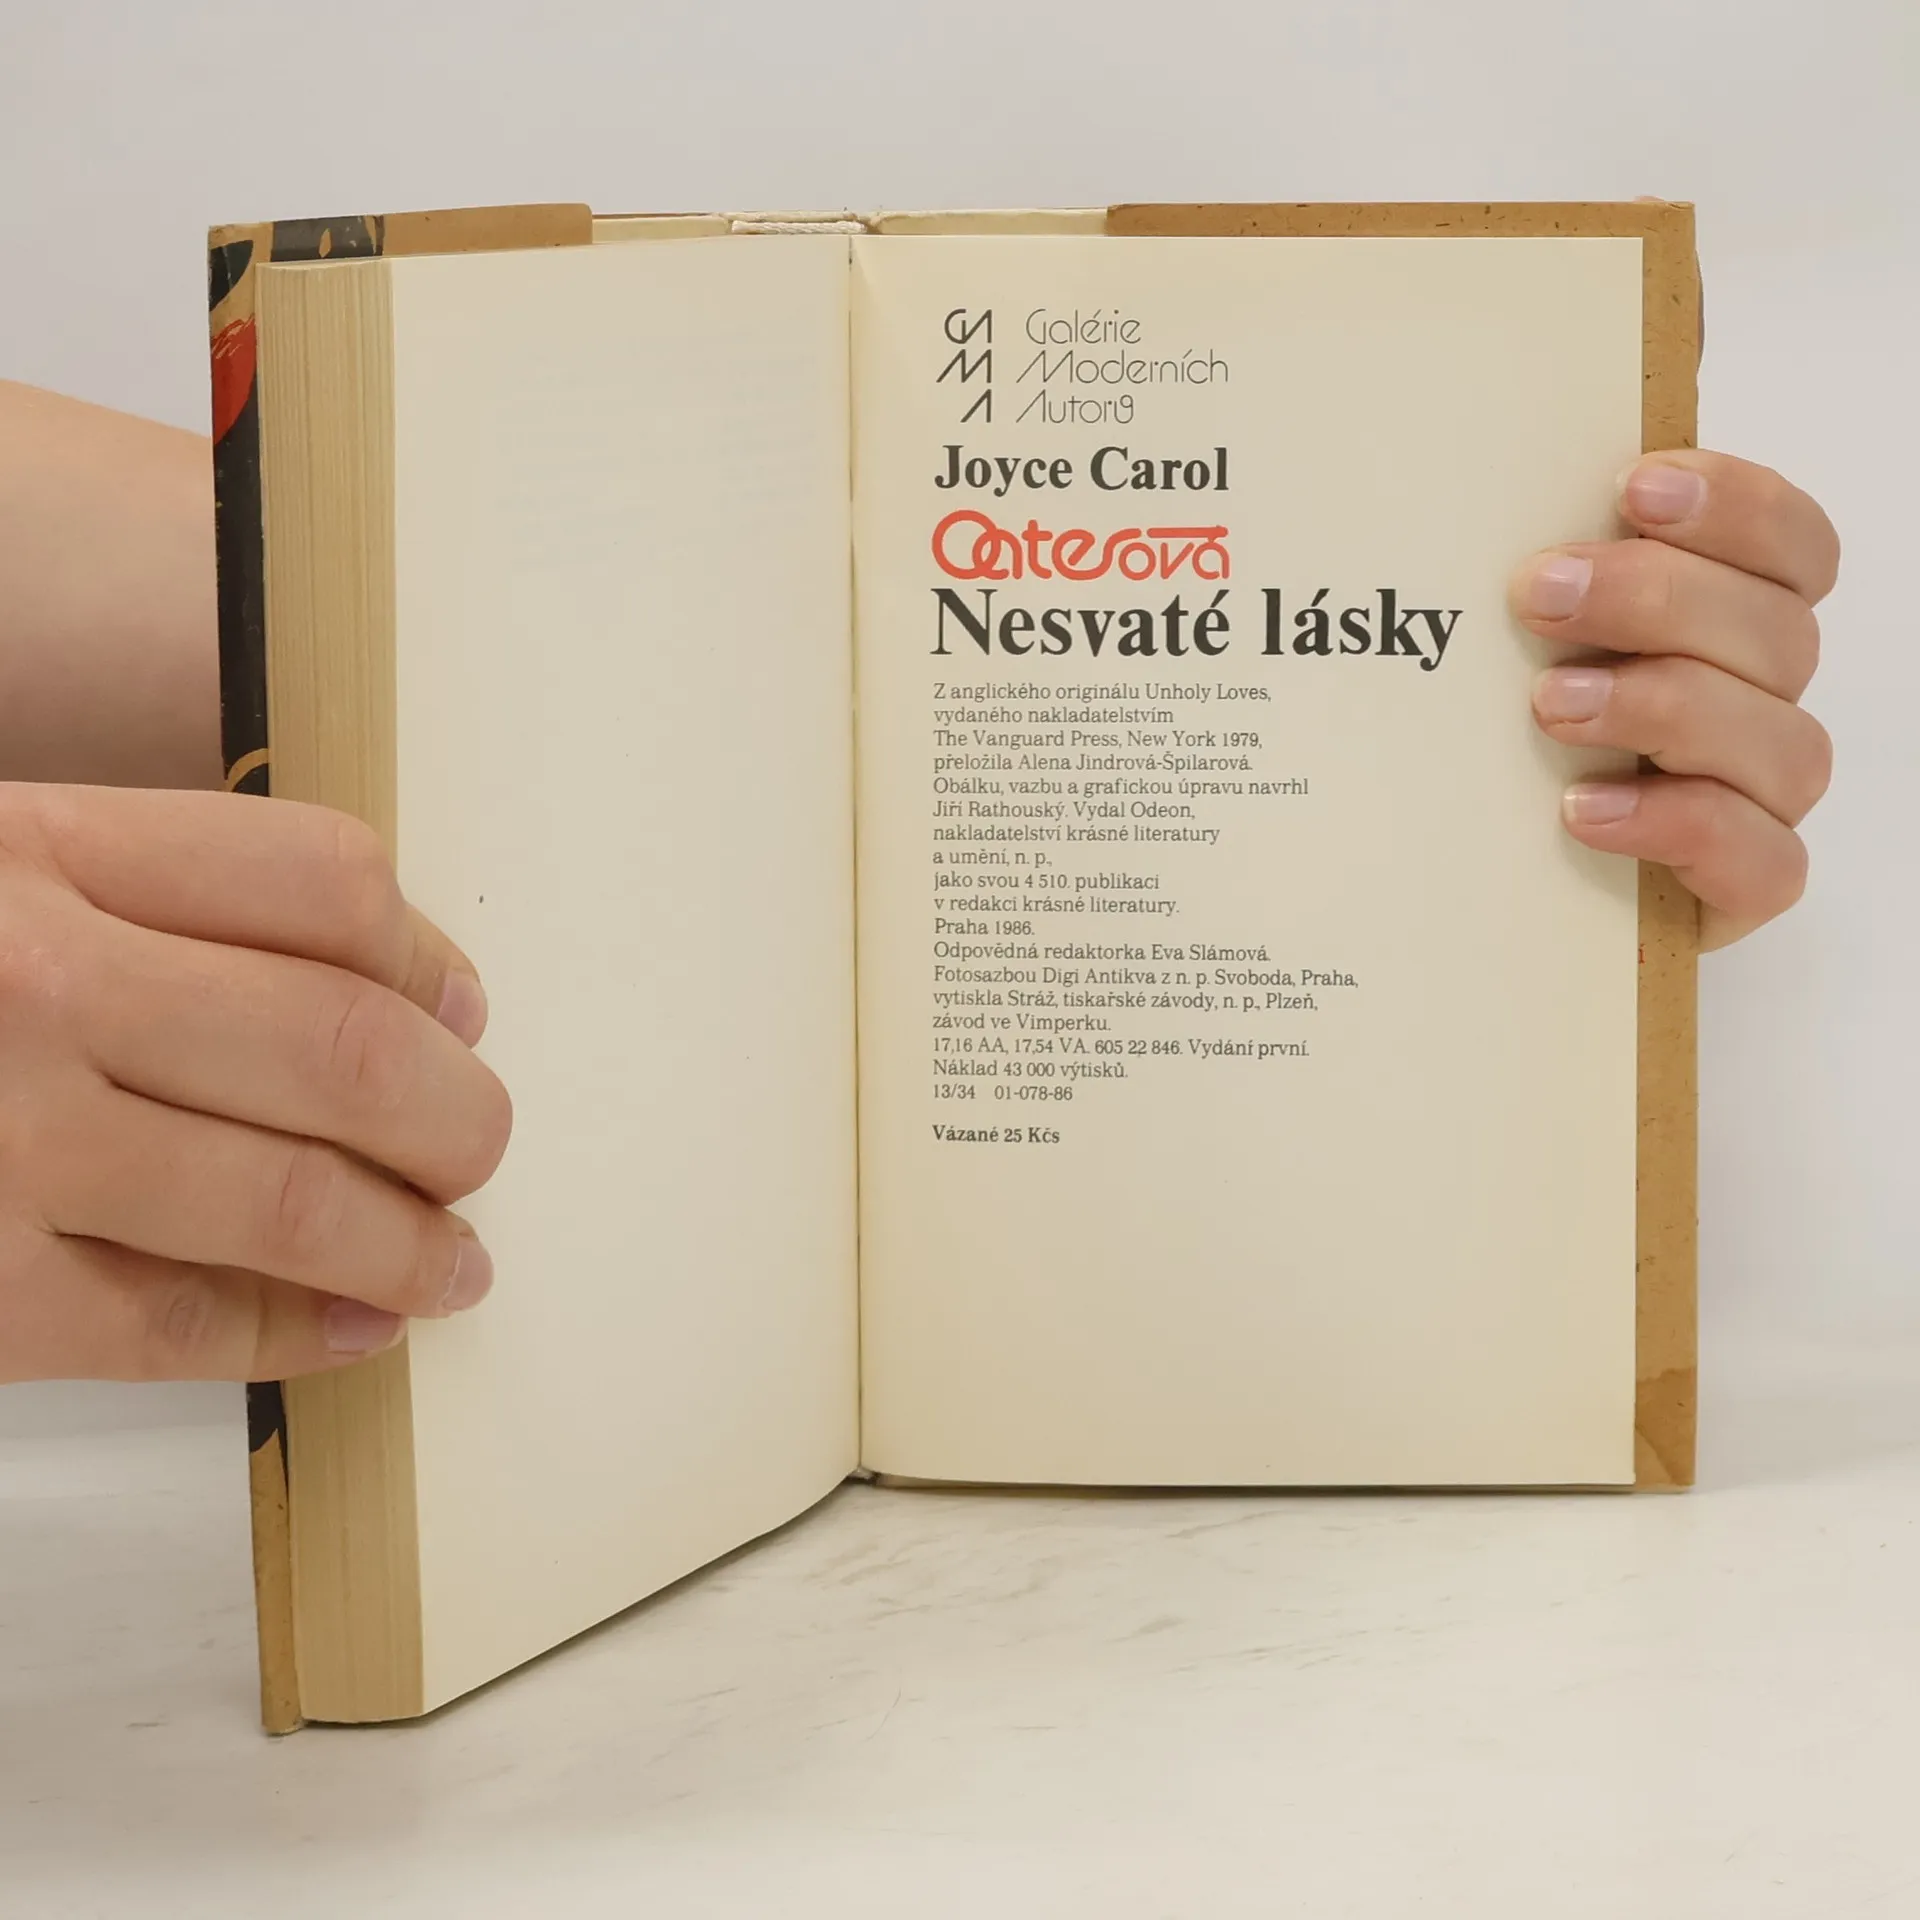 GM Galérie
M Moderních
A Autorů
Joyce Carol
Oatesová
Nesvaté lásky
Z anglického originálu Unholy Loves,
vydaného nakladatelstvím
The Vanguard Press, New York 1979,
přeložila Alena Jindrová-Špilarová.
Obálku, vazbu a grafickou úpravu navrhl
Jiří Rathouský. Vydal Odeon,
nakladatelství krásné literatury
a umění, n. p.,
jako svou 4 510. publikaci
v redakci krásné literatury.
Praha 1986.
Odpovědná redaktorka Eva Slámová.
Fotosazbou Digi Antikva z n. p. Svoboda, Praha,
vytiskla Stráž, tiskařské závody, n. p., Plzeň,
závod ve Vimperku.
17,16 AA, 17,54 VA. 605 22 846. Vydání první.
Náklad 43 000 výtisků.
13/34 01-078-86
Vázané 25 Kčs